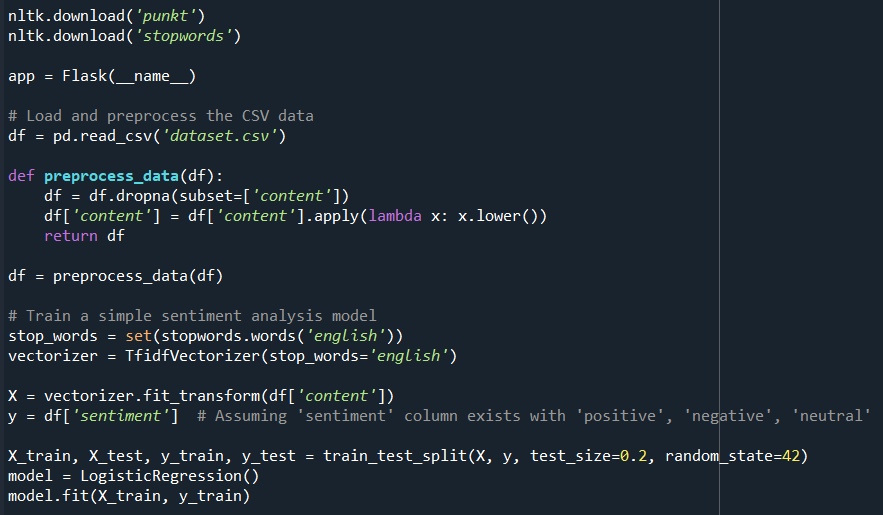 nltk.download('punkt')
nltk.download('stopwords')
app = Flask(__name__)
# Load and preprocess the CSV data
df = pd.read_csv('dataset.csv')
def preprocess_data(df):
    df = df.dropna(subset=['content'])
    df['content'] = df['content'].apply(lambda x: x.lower())
    return df
df = preprocess_data(df)
# Train a simple sentiment analysis model
stop_words = set(stopwords.words('english'))
vectorizer = TfidfVectorizer(stop_words='english')
X = vectorizer.fit_transform(df['content'])
y = df['sentiment']  # Assuming 'sentiment' column exists with 'positive', 'negative', 'neutral'
X_train, X_test, y_train, y_test = train_test_split(X, y, test_size=0.2, random_state=42)
model = LogisticRegression()
model.fit(X_train, y_train)